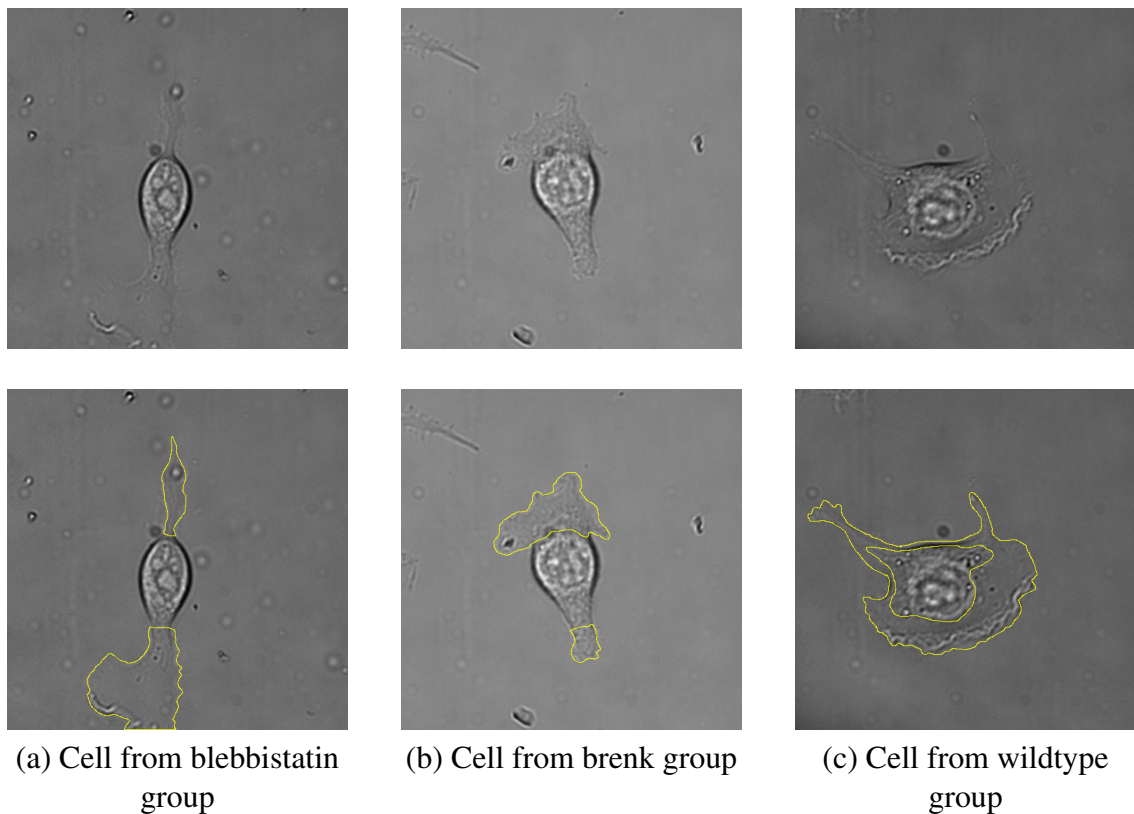 (a) Cell from blebbistatin
group
(b) Cell from brenk group
(c) Cell from wildtype
group